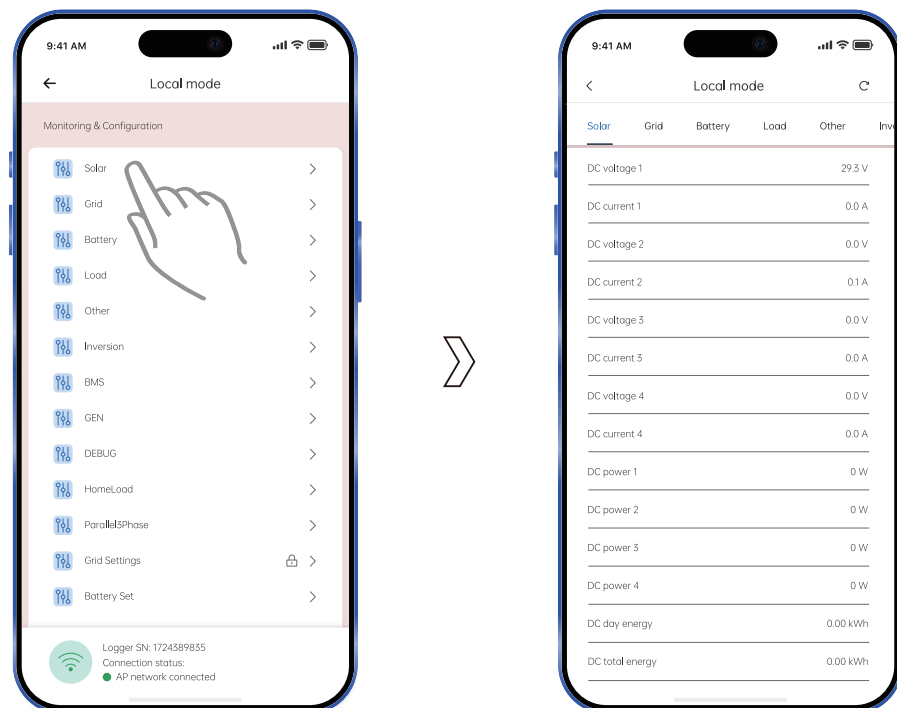 9:41 AM
Local mode
Monitoring & Configuration
Solar
Grid
Battery
Load
Other
Inversion
BMS
GEN
DEBUG
HomeLoad
Parallel3Phase
Grid Settings
Battery Set
Logger SN: 1724389835
Connection status:
AP network connected
9:41 AM
Local mode
Solar Grid Battery Load Other Inv
DC voltage 1 29.3 V
DC current 1 0.0 A
DC voltage 2 0.0 V
DC current 2 0.1 A
DC voltage 3 0.0 V
DC current 3 0.0 A
DC voltage 4 0.0 V
DC current 4 0.0 A
DC power 1 0 W
DC power 2 0 W
DC power 3 0 W
DC power 4 0 W
DC day energy 0.00 kWh
DC total energy 0.00 kWh